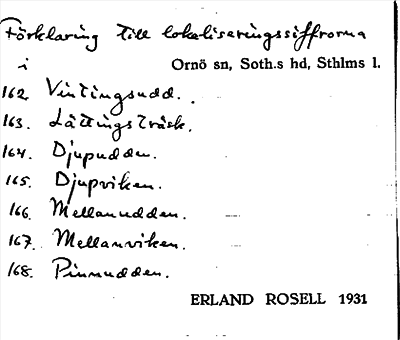 Förklaring till lokaliseringssiffrorna
i Ornö sn, Soth.s hd, Sthlms l.
162. Vintingsudd.
163. Lättingsträsk.
164. Djupudden.
165. Djupviken.
166. Mellanudden.
167. Mellanviken.
168. Pinnudden.
ERLAND ROSELL 1931